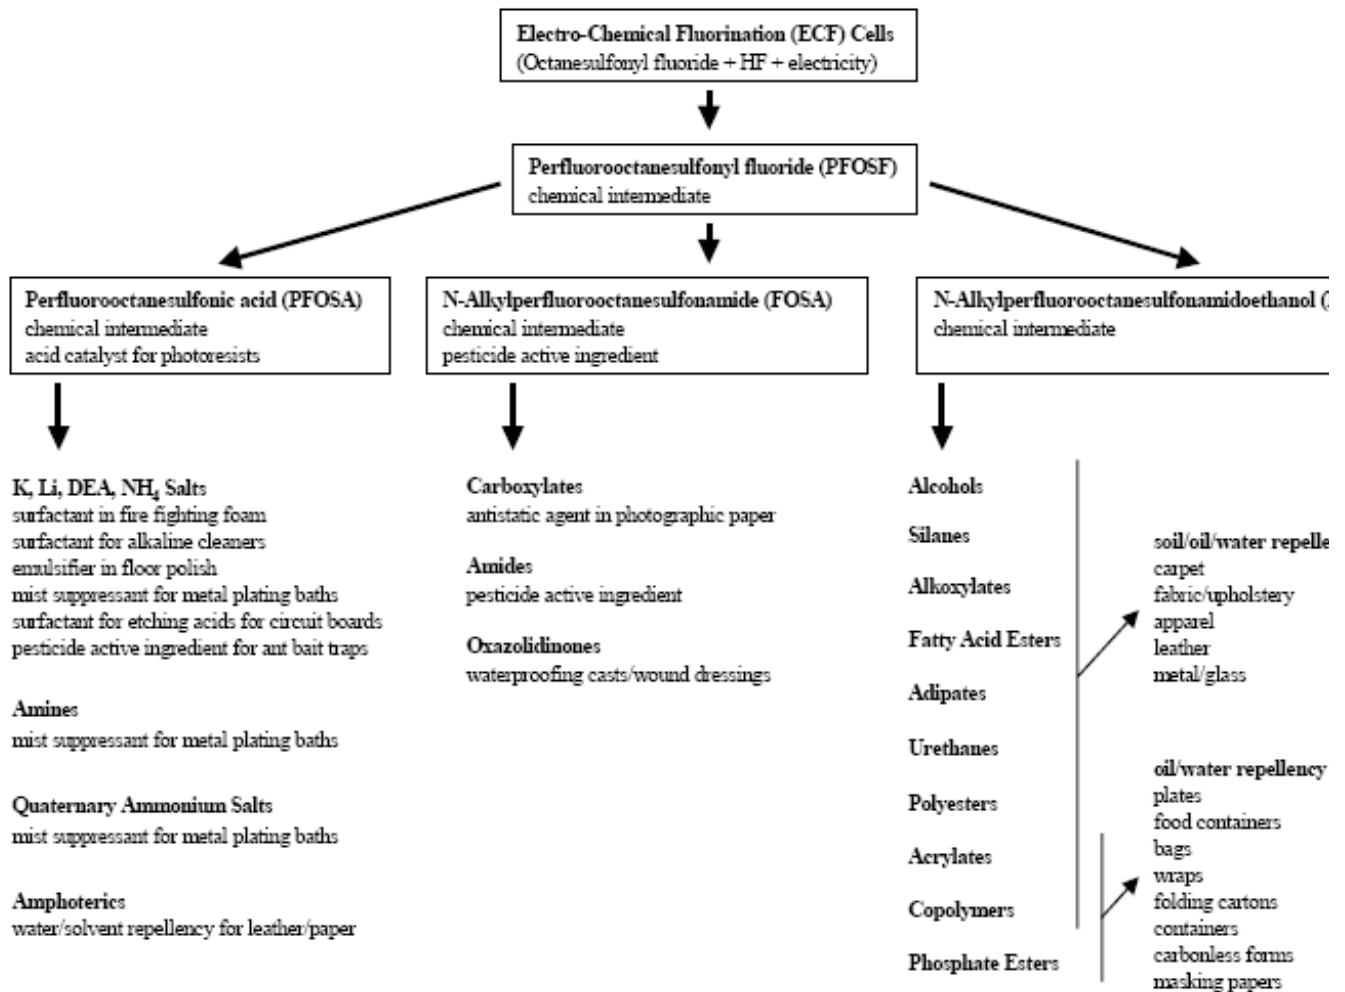 Electro-Chemical Fluorination (ECF) Cells
(Octanesulfonyl fluoride + HF + electricity)
Perfluorooctanesulfonyl fluoride (PFOSF)
chemical intermediate
Perfluorooctanesulfonic acid (PFOSA)
chemical intermediate
acid catalyst for photoresists
N-Alkylperfluorooctanesulfonamide (FOSA)
chemical intermediate
pesticide active ingredient
N-Alkylperfluorooctanesulfonamidoethanol (
chemical intermediate
K, Li, DEA, NH₄ Salts
surfactant in fire fighting foam
surfactant for alkaline cleaners
emulsifier in floor polish
mist suppressant for metal plating baths
surfactant for etching acids for circuit boards
pesticide active ingredient for ant bait traps
Amines
mist suppressant for metal plating baths
Quaternary Ammonium Salts
mist suppressant for metal plating baths
Amphoterics
water/solvent repellency for leather/paper
Carboxylates
antistatic agent in photographic paper
Amides
pesticide active ingredient
Oxazolidinones
waterproofing casts/wound dressings
Alcohols
Silanes
Alkoxylates
Fatty Acid Esters
Adipates
Urethanes
Polyesters
Acrylates
Copolymers
Phosphate Esters
soil/oil/water repelle
carpet
fabric/upholstery
apparel
leather
metal/glass
oil/water repellency
plates
food containers
bags
wraps
folding cartons
containers
carbonless forms
masking papers